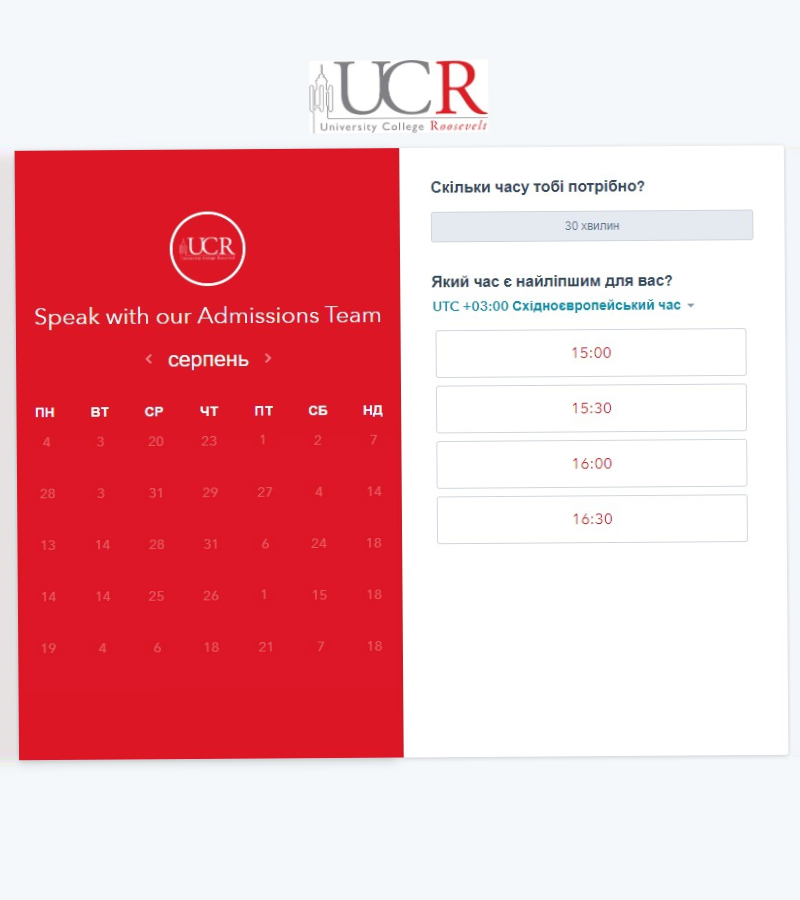 UCR
University College Roosevelt
UCR
Speak with our Admissions Team
серпень
ПН ВТ СР ЧТ ПТ СБ НД
4 3 20 23 1 2 7
28 3 31 29 27 4 14
13 14 28 31 6 24 18
14 14 25 26 1 15 18
19 4 6 18 21 7 18
Скільки часу тобі потрібно?
30 хвилин
Який час є найліпшим для вас?
UTC +03:00 Східноєвропейський час
15:00
15:30
16:00
16:30